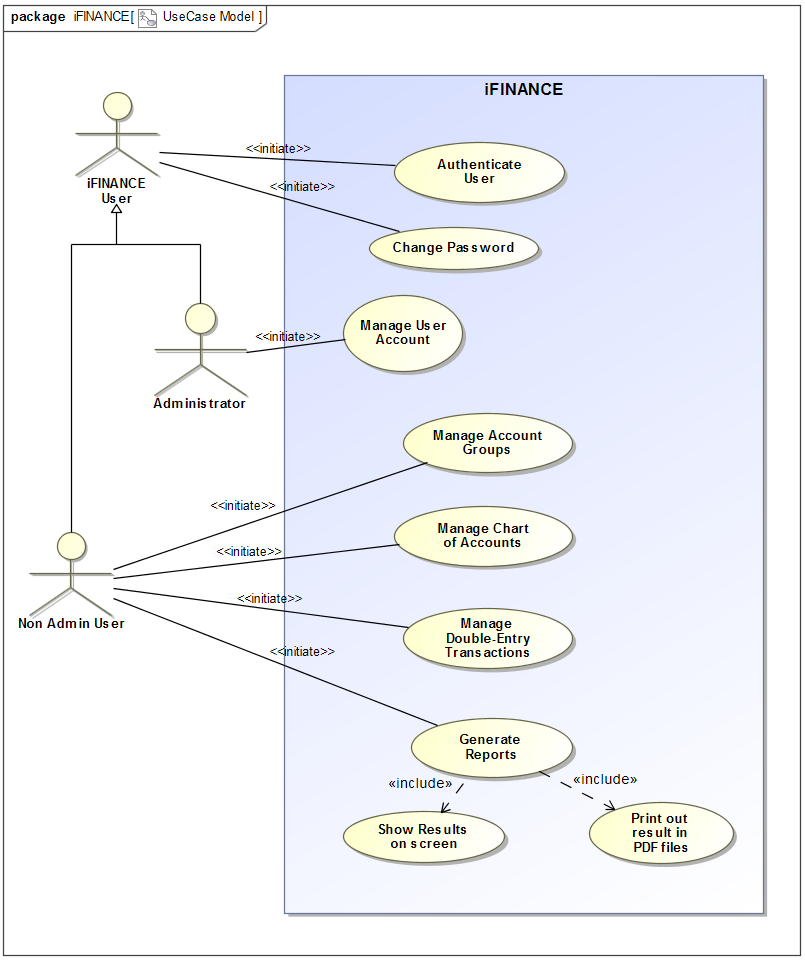 package iFINANCE[ UseCase Model ]
iFINANCE
<<initiate>>
Authenticate
User
iFINANCE
User
<<initiate>>
Change Password
<<initiate>>
Manage User
Account
Administrator
Manage Account
Groups
<<initiate>>
Manage Chart
of Accounts
<<initiate>>
<<initiate>>
Non Admin User
Manage
Double-Entry
Transactions
<<initiate>>
Generate
Reports
«include»
«include»
Show Results
on screen
Print out
result in
PDF files